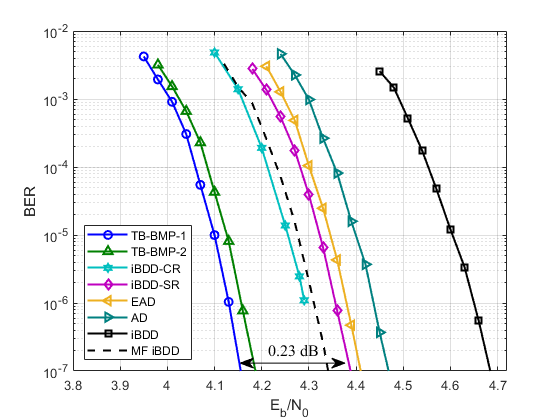 10^-2
10^-3
10^-4
10^-5
10^-6
10^-7
BER
TB-BMP-1
TB-BMP-2
iBDD-CR
iBDD-SR
EAD
AD
iBDD
MF iBDD
0.23 dB
3.8 3.9 4 4.1 4.2 4.3 4.4 4.5 4.6 4.7
E_b/N_0